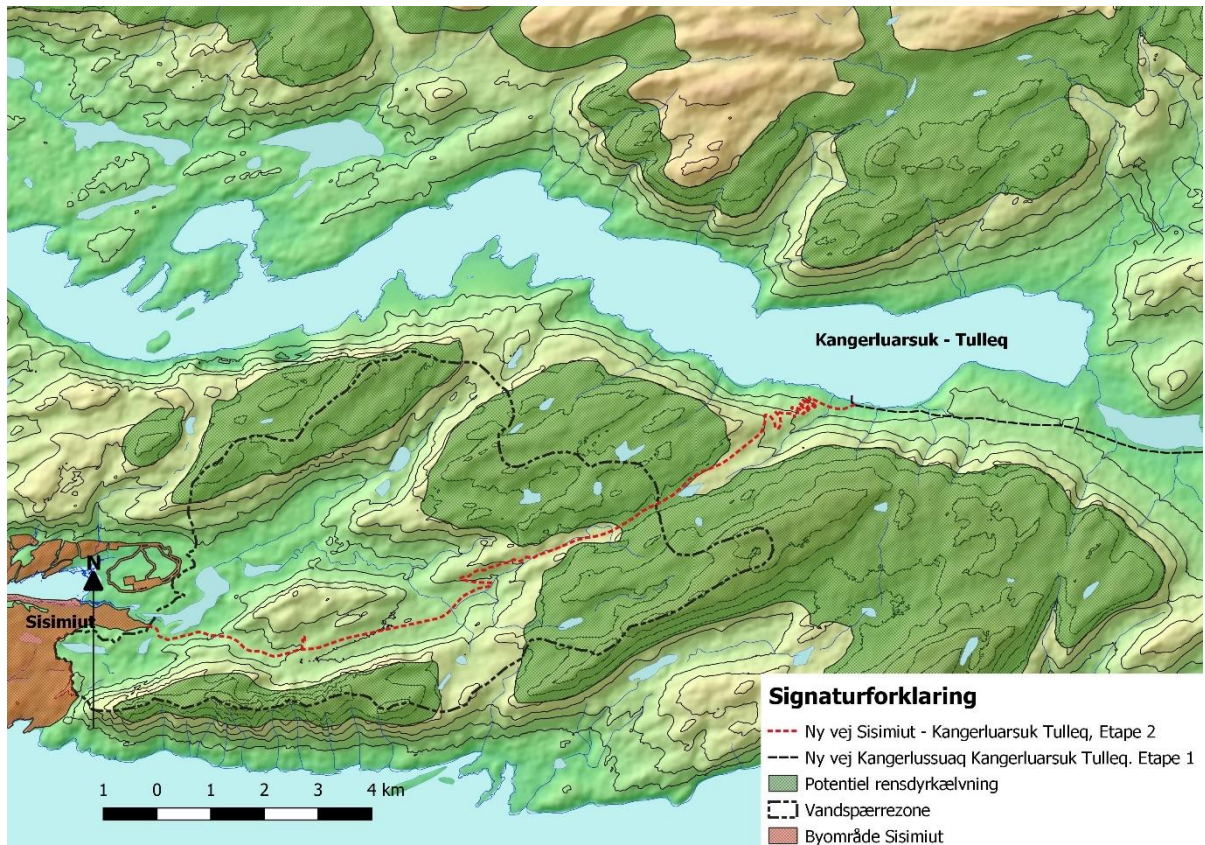 Kangerluarsuk - Tulleq
N
Sisimiut
Signaturforklaring
Ny vej Sisimiut - Kangerluarsuk Tulleq, Etape 2
Ny vej Kangerlussuaq Kangerluarsuk Tulleq. Etape 1
Potentiel rensdyrkælvning
Vandspærrezone
Byområde Sisimiut
1 0 1 2 3 4 km